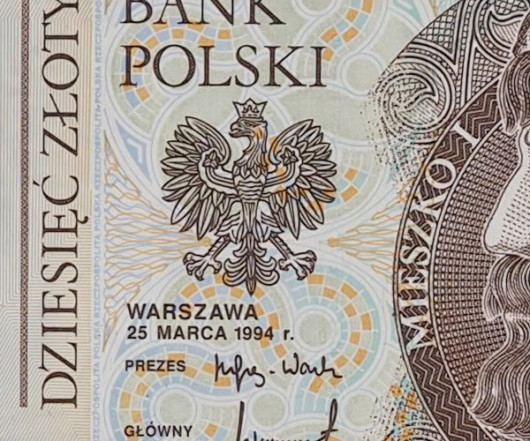 BANK
POLSKI
DZIESIĘĆ ZŁOTY
MIESZKO I
WARSZAWA
25 MARCA 1994 r.
PREZES
GŁÓWNY